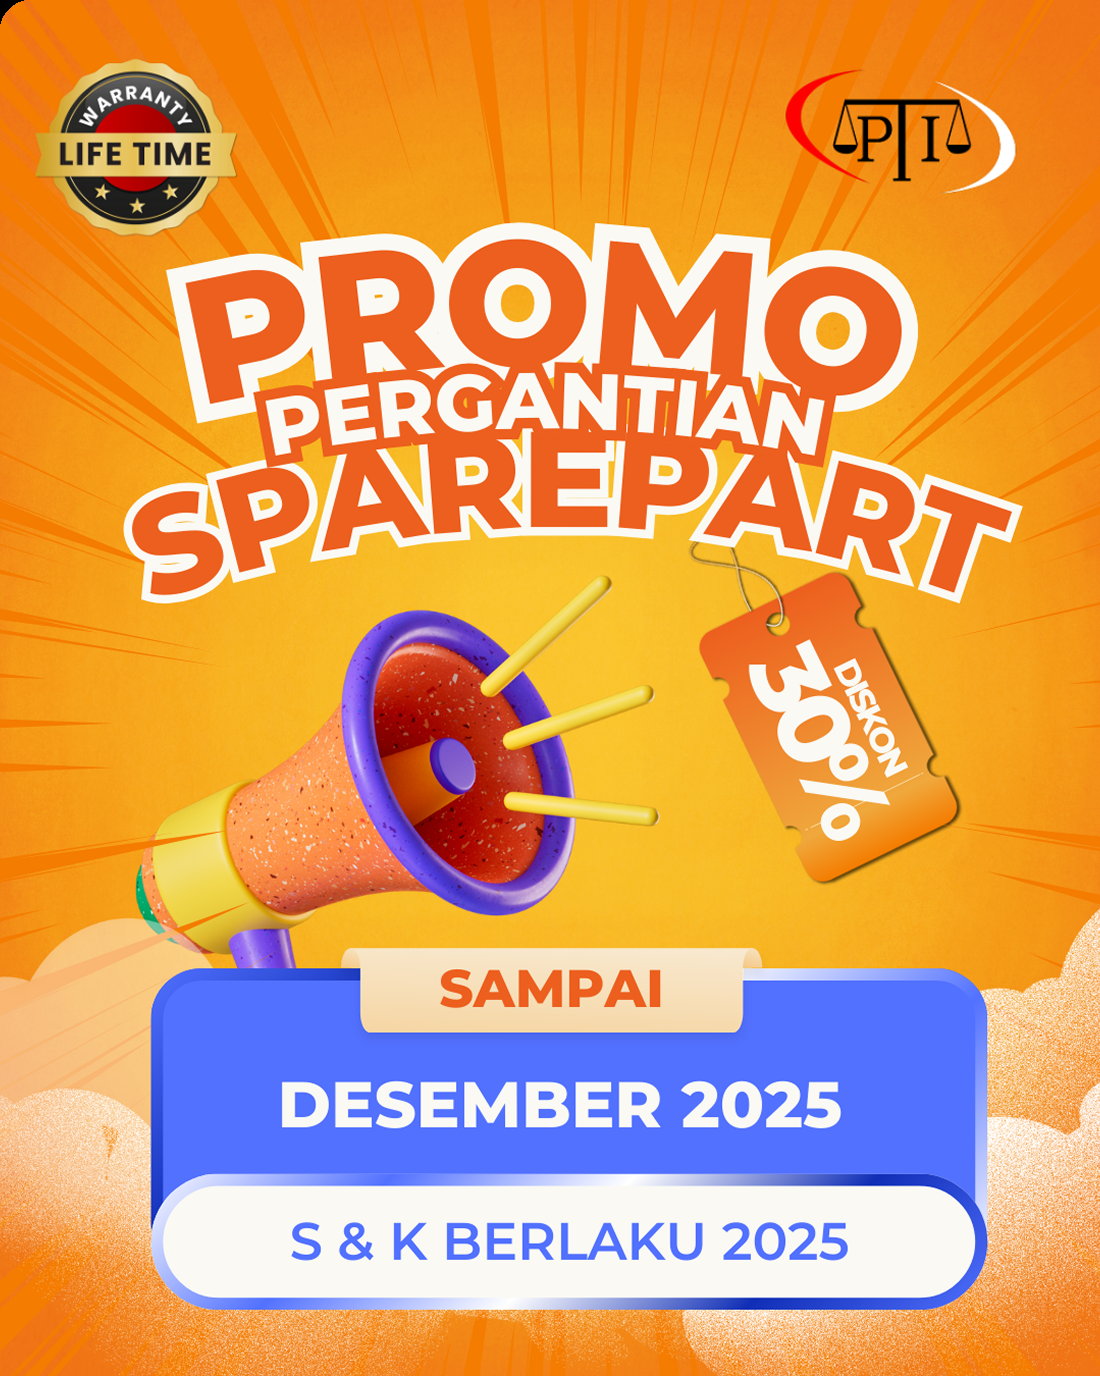 WARRANTY
LIFE TIME
PTI
PROMO
PERGANTIAN
SPAREPART
DISKON
30%
SAMPAI
DESEMBER 2025
S & K BERLAKU 2025